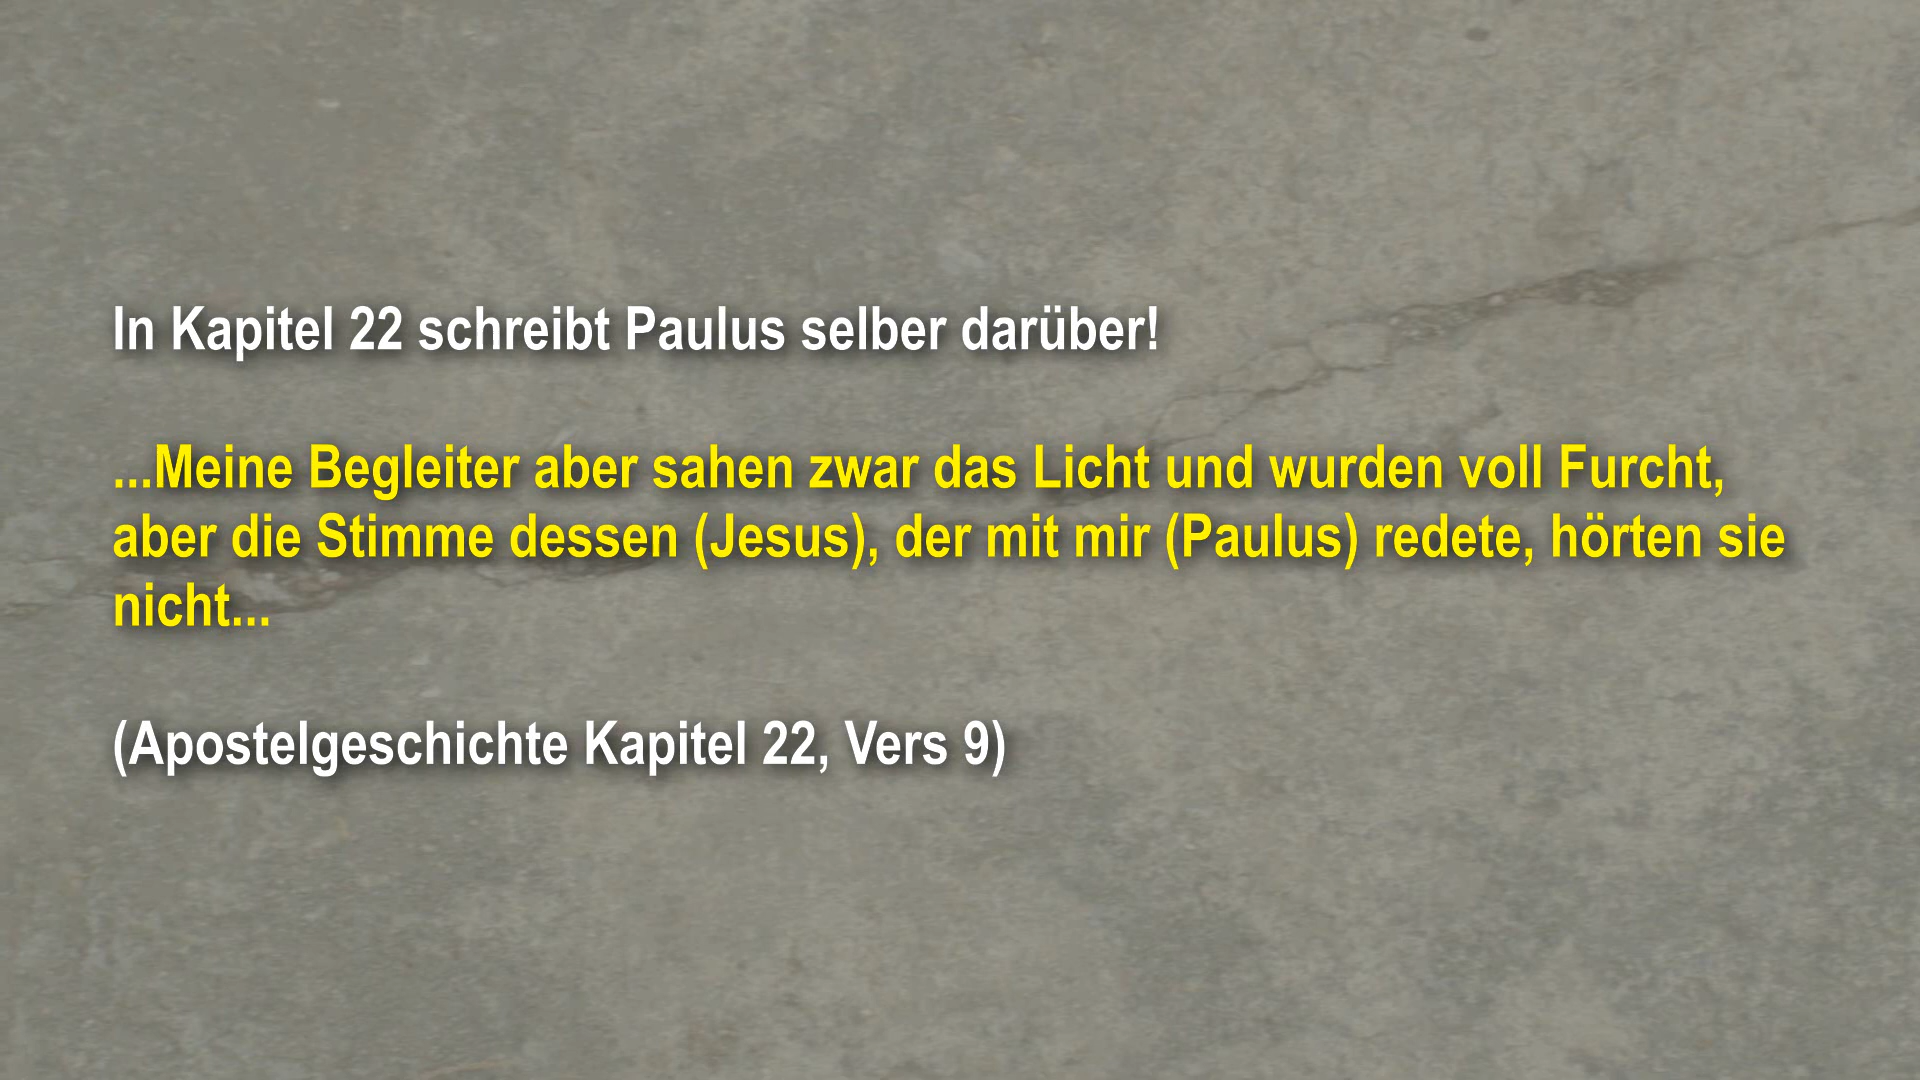 In Kapitel 22 schreibt Paulus selber darüber!
...Meine Begleiter aber sahen zwar das Licht und wurden voll Furcht,
aber die Stimme dessen (Jesus), der mit mir (Paulus) redete, hörten sie
nicht...
(Apostelgeschichte Kapitel 22, Vers 9)